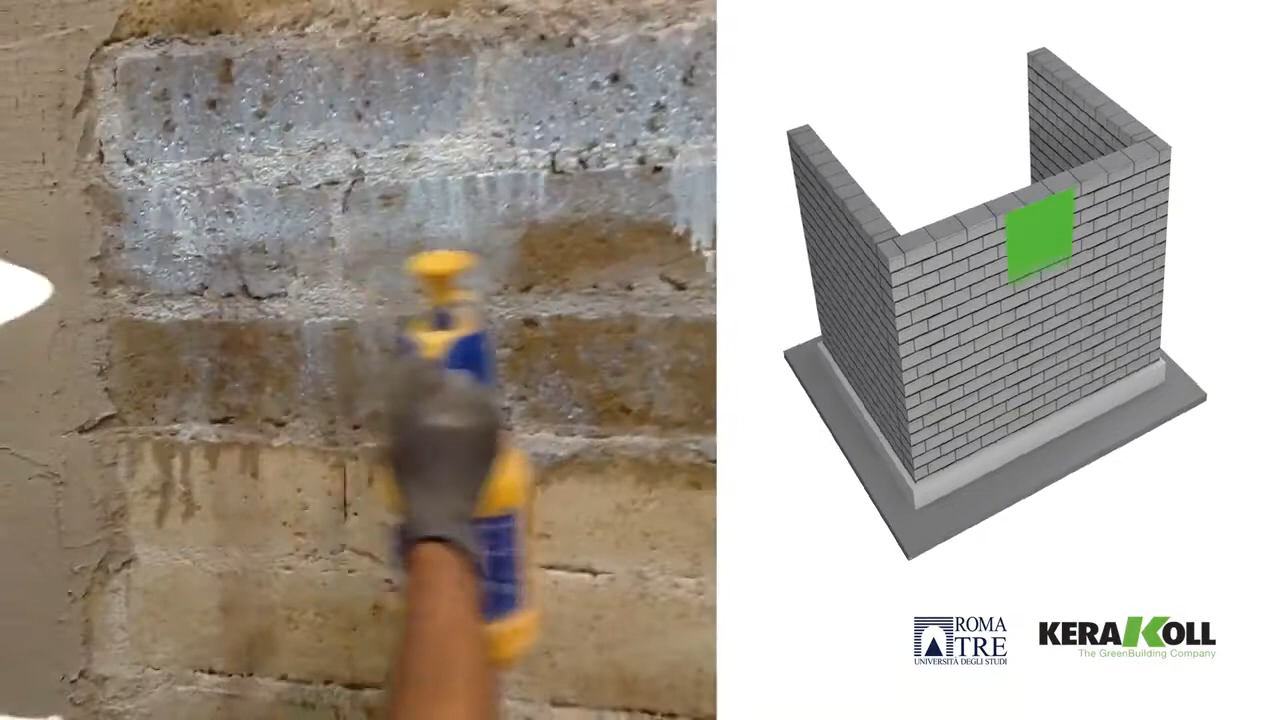 ROMA
TRE
UNIVERSITÀ DEGLI STUDI
KERAKOLL
The GreenBuilding Company